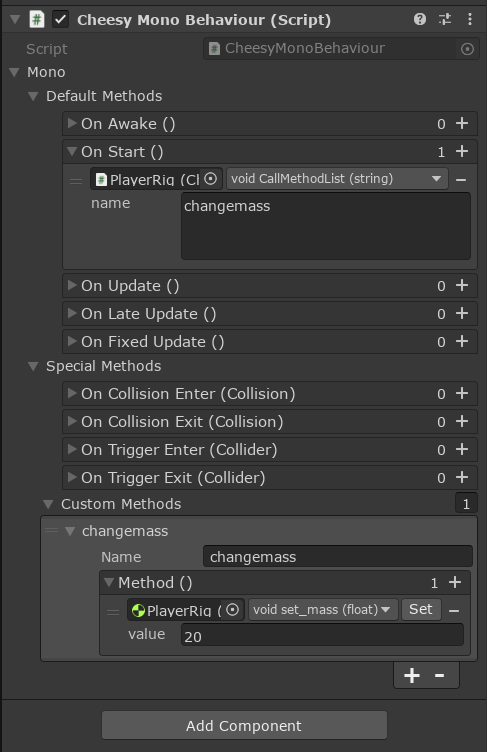 Cheesy Mono Behaviour (Script)
Script CheesyMonoBehaviour
Mono
Default Methods
On Awake () 0 +
On Start () 1 +
PlayerRig (Ch void CallMethodList (string) −
name changemass
On Update () 0 +
On Late Update () 0 +
On Fixed Update () 0 +
Special Methods
On Collision Enter (Collision) 0 +
On Collision Exit (Collision) 0 +
On Trigger Enter (Collider) 0 +
On Trigger Exit (Collider) 0 +
Custom Methods 1
changemass
Name changemass
Method () 1 +
PlayerRig ( void set_mass (float) Set −
value 20
+ -
Add Component